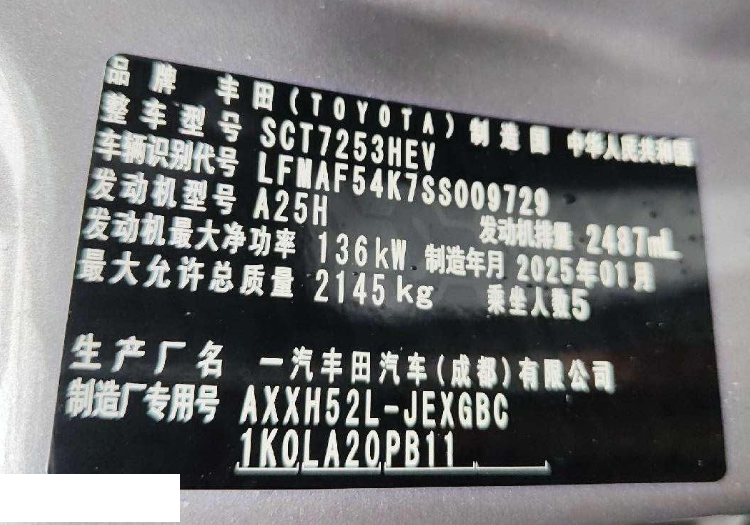 品牌 丰田(TOYOTA) 制造国 中华人民共和国
整车型号 SCT7253HEV
车辆识别代号 LFMAF54K7SS009729
发动机型号 A25H 发动机排量 2487mL
发动机最大净功率 136kW 制造年月 2025年01月
最大允许总质量 2145kg 乘坐人数5
生产厂名 一汽丰田汽车(成都)有限公司
制造厂专用号 AXXH52L-JEXGBC
1K0LA20PB11